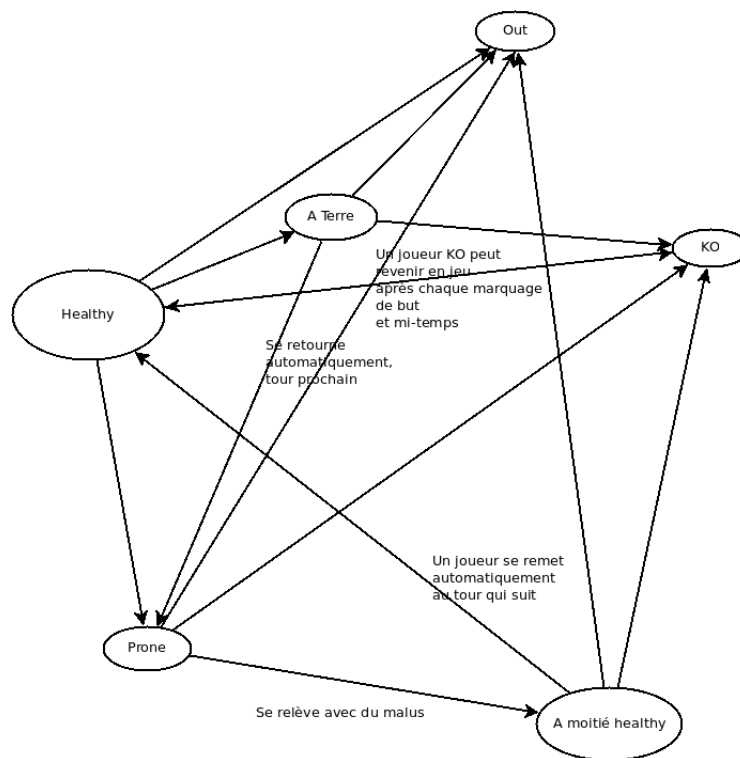 Out
A Terre
KO
Un joueur KO peut
revenir en jeu
après chaque marquage
de but
et mi-temps
Healthy
Se retourne
automatiquement,
tour prochain
Un joueur se remet
automatiquement
au tour qui suit
Prone
Se relève avec du malus
A moitié healthy